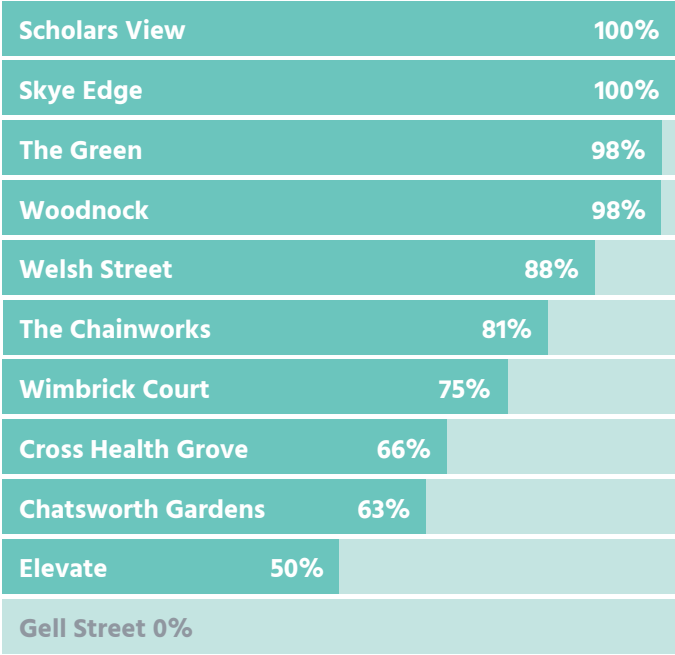 Scholars View 100%
Skye Edge 100%
The Green 98%
Woodnock 98%
Welsh Street 88%
The Chainworks 81%
Wimbrick Court 75%
Cross Health Grove 66%
Chatsworth Gardens 63%
Elevate 50%
Gell Street 0%